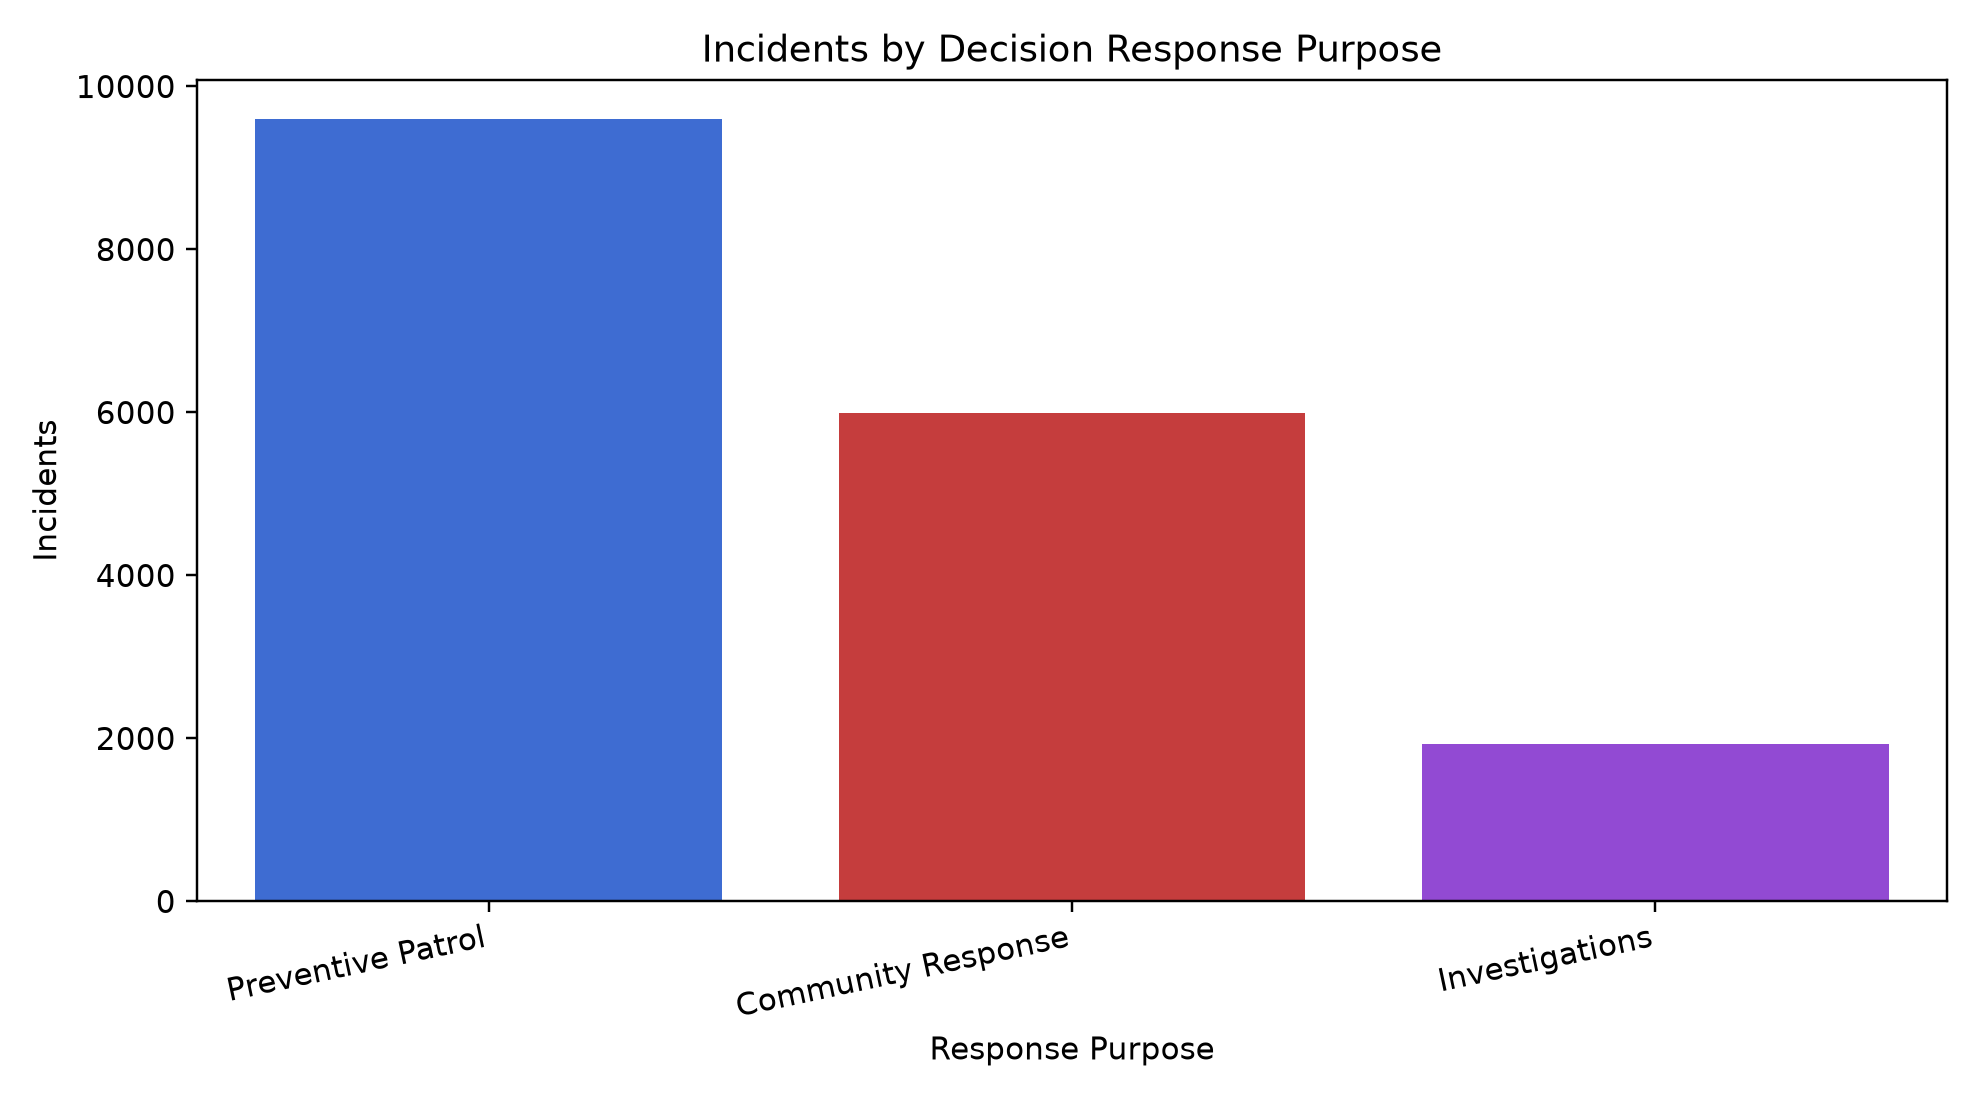 Incidents by Decision Response Purpose
10000
8000
6000
4000
2000
0
Incidents
Preventive Patrol
Community Response
Investigations
Response Purpose